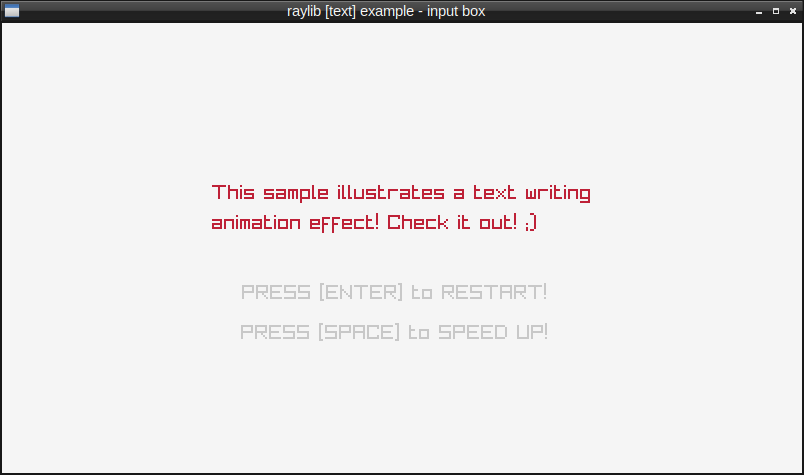 raylib [text] example - input box
This sample illustrates a text writing
animation effect! Check it out! ;)
PRESS [ENTER] to RESTART!
PRESS [SPACE] to SPEED UP!